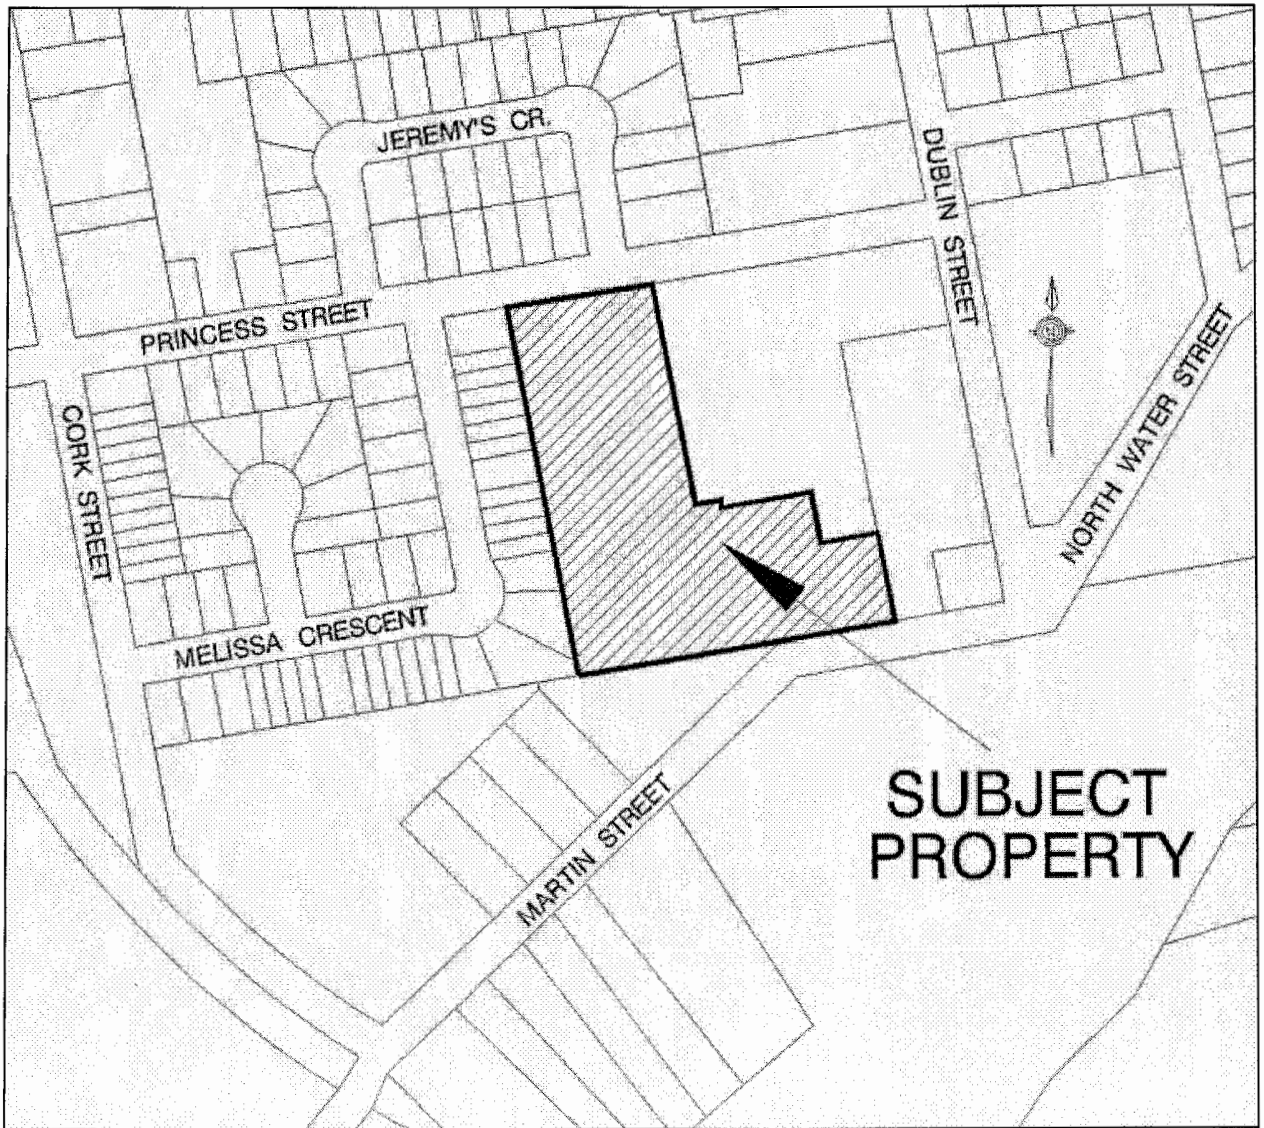 JEREMY'S CR.
DUBLIN STREET
PRINCESS STREET
NORTH WATER STREET
CORK STREET
MELISSA CRESCENT
SUBJECT
PROPERTY
MARTIN STREET